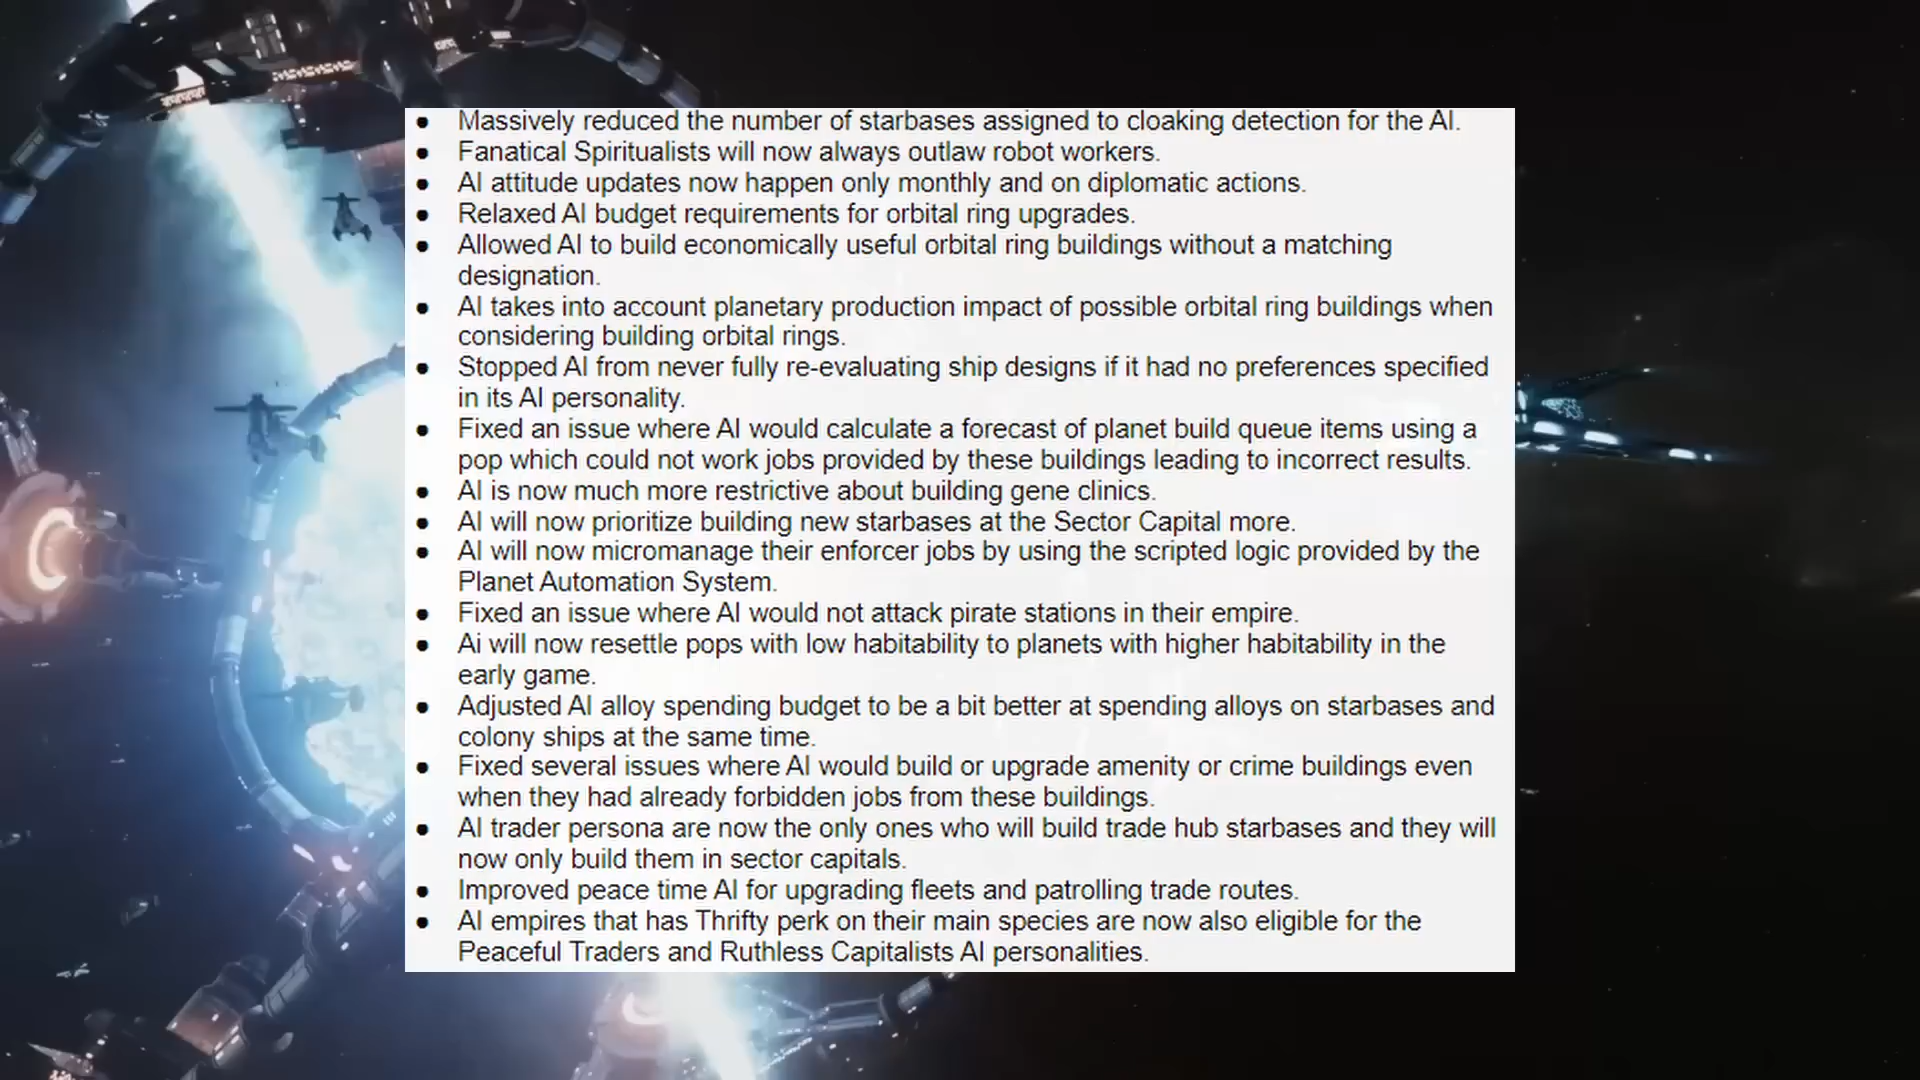 ● Massively reduced the number of starbases assigned to cloaking detection for the AI.
● Fanatical Spiritualists will now always outlaw robot workers.
● AI attitude updates now happen only monthly and on diplomatic actions.
● Relaxed AI budget requirements for orbital ring upgrades.
● Allowed AI to build economically useful orbital ring buildings without a matching
designation.
● AI takes into account planetary production impact of possible orbital ring buildings when
considering building orbital rings.
● Stopped AI from never fully re-evaluating ship designs if it had no preferences specified
in its AI personality.
● Fixed an issue where AI would calculate a forecast of planet build queue items using a
pop which could not work jobs provided by these buildings leading to incorrect results.
● AI is now much more restrictive about building gene clinics.
● AI will now prioritize building new starbases at the Sector Capital more.
● AI will now micromanage their enforcer jobs by using the scripted logic provided by the
Planet Automation System.
● Fixed an issue where AI would not attack pirate stations in their empire.
● Ai will now resettle pops with low habitability to planets with higher habitability in the
early game.
● Adjusted AI alloy spending budget to be a bit better at spending alloys on starbases and
colony ships at the same time.
● Fixed several issues where AI would build or upgrade amenity or crime buildings even
when they had already forbidden jobs from these buildings.
● AI trader persona are now the only ones who will build trade hub starbases and they will
now only build them in sector capitals.
● Improved peace time AI for upgrading fleets and patrolling trade routes.
● AI empires that has Thrifty perk on their main species are now also eligible for the
Peaceful Traders and Ruthless Capitalists AI personalities.